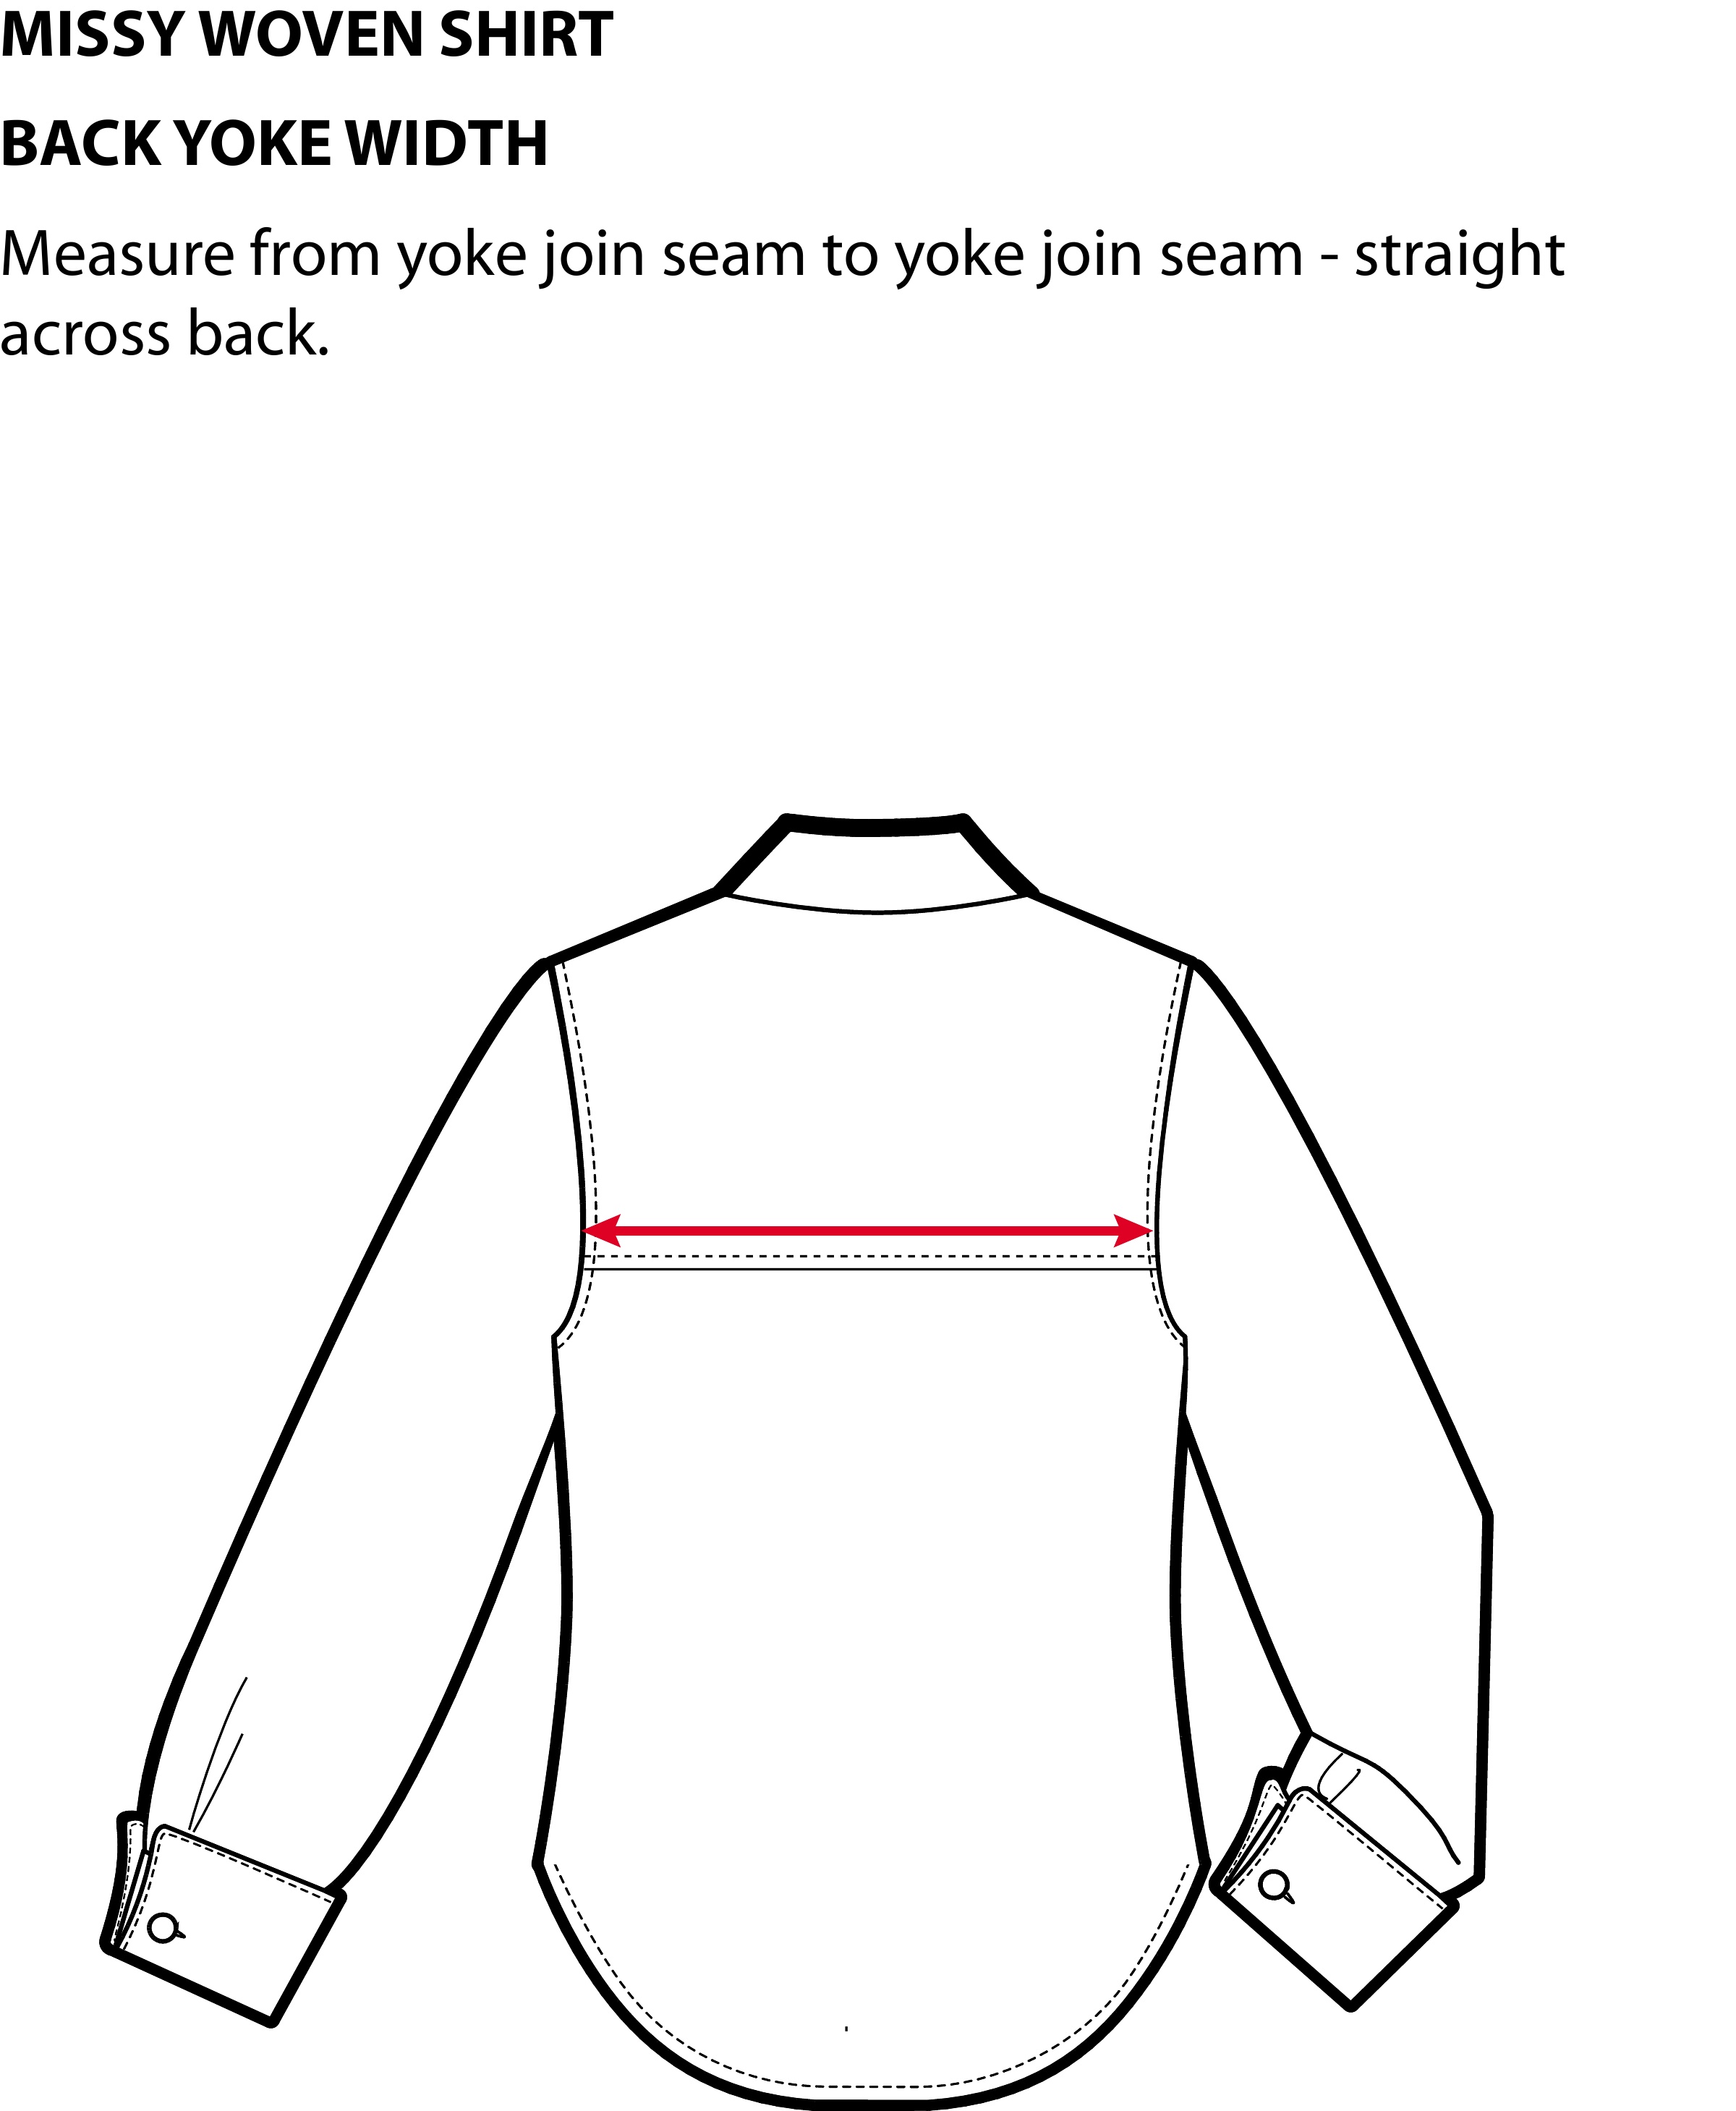 MISSY WOVEN SHIRT
BACK YOKE WIDTH
Measure from yoke join seam to yoke join seam - straight
across back.